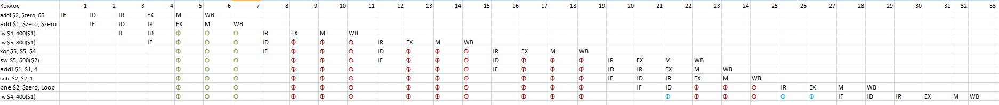 Κύκλος 1 2 3 4 5 6 7 8 9 10 11 12 13 14 15 16 17 18 19 20 21 22 23 24 25 26 27 28 29 30 31 32 33
addi $2, $zero, 66 IF ID IR EX M WB
add $1, $zero, $zero IF ID IR EX M WB
lw $4, 400($1) IF ID Φ Φ Φ IR EX M WB
lw $5, 800($1) IF Φ Φ Φ ID Φ Φ Φ IR EX M WB
xor $5, $5, $4 Φ Φ Φ IF Φ Φ Φ ID Φ Φ Φ IR EX M WB
sw $5, 600($2) Φ Φ Φ Φ Φ Φ IF Φ Φ Φ ID Φ Φ Φ IR EX M WB
addi $1, $1, 4 Φ Φ Φ Φ Φ Φ Φ Φ Φ IF Φ Φ Φ ID IR EX M WB
subi $2, $2, 1 Φ Φ Φ Φ Φ Φ Φ Φ Φ Φ Φ Φ IF ID IR EX M WB
bne $2, $zero, Loop Φ Φ Φ Φ Φ Φ Φ Φ Φ Φ Φ Φ IF ID Φ Φ Φ IR EX M WB
lw $4, 400($1) Φ Φ Φ Φ Φ Φ Φ Φ Φ Φ Φ Φ Φ Φ Φ Φ Φ Φ IF ID IR EX M WB